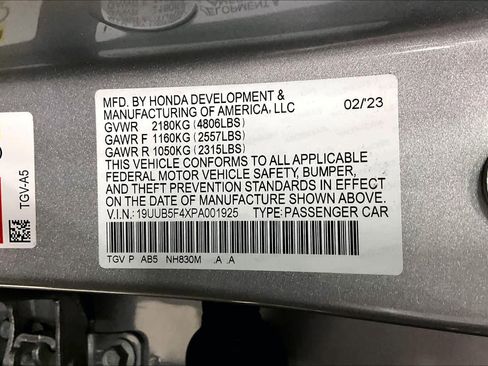 MFD. BY HONDA DEVELOPMENT &
MANUFACTURING OF AMERICA, LLC 02/'23
GVWR 2180KG (4806LBS)
GAWR F 1160KG (2557LBS)
GAWR R 1050KG (2315LBS)
THIS VEHICLE CONFORMS TO ALL APPLICABLE
FEDERAL MOTOR VEHICLE SAFETY, BUMPER,
AND THEFT PREVENTION STANDARDS IN EFFECT
ON THE DATE OF MANUFACTURE SHOWN ABOVE.
V.I.N.: 19UUB5F4XPA001925 TYPE: PASSENGER CAR
TGV P AB5 NH830M .A .A
TGV-A5